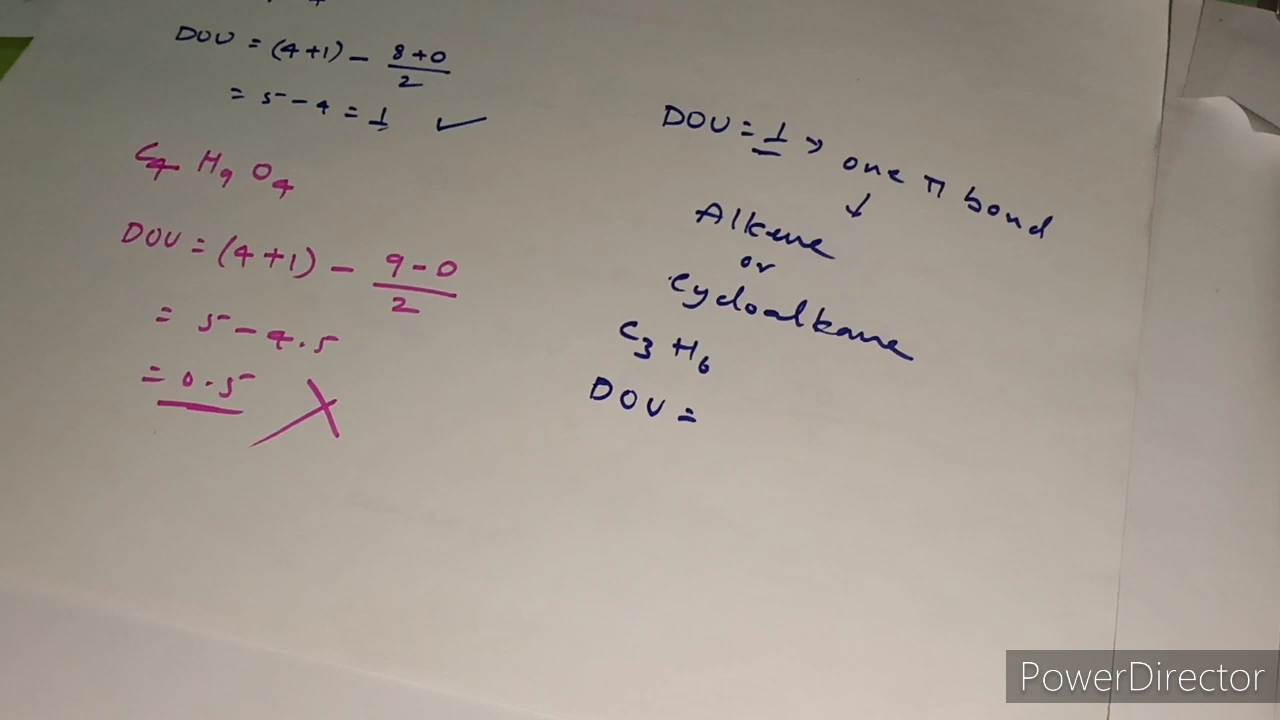 DOU = (4+1) - 8+0/2
= 5 - 4 = 1 ✓
C4 H9 O4
DOU = (4+1) - 9-0/2
= 5 - 4.5
= 0.5 ✗
DOU = 1 → one π bond
↓
Alkene
or
cycloalkane
C3 H6
DOU =
PowerDirector